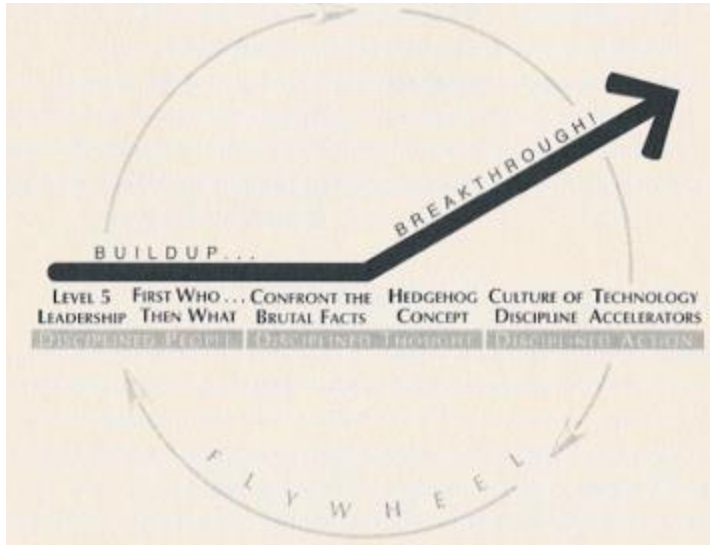 BUILDUP...
BREAKTHROUGH!
LEVEL 5 LEADERSHIP
FIRST WHO... THEN WHAT
CONFRONT THE BRUTAL FACTS
HEDGEHOG CONCEPT
CULTURE OF DISCIPLINE
TECHNOLOGY ACCELERATORS
DISCIPLINED PEOPLE
DISCIPLINED THOUGHT
DISCIPLINED ACTION
FLYWHEEL